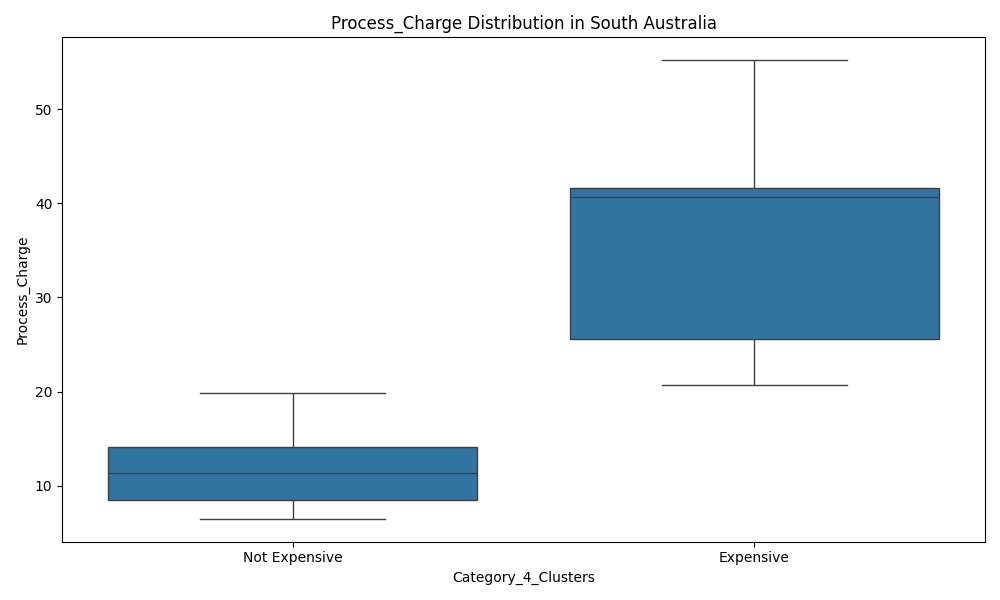 Process_Charge Distribution in South Australia
Process_Charge
50
40
30
20
10
Not Expensive
Expensive
Category_4_Clusters